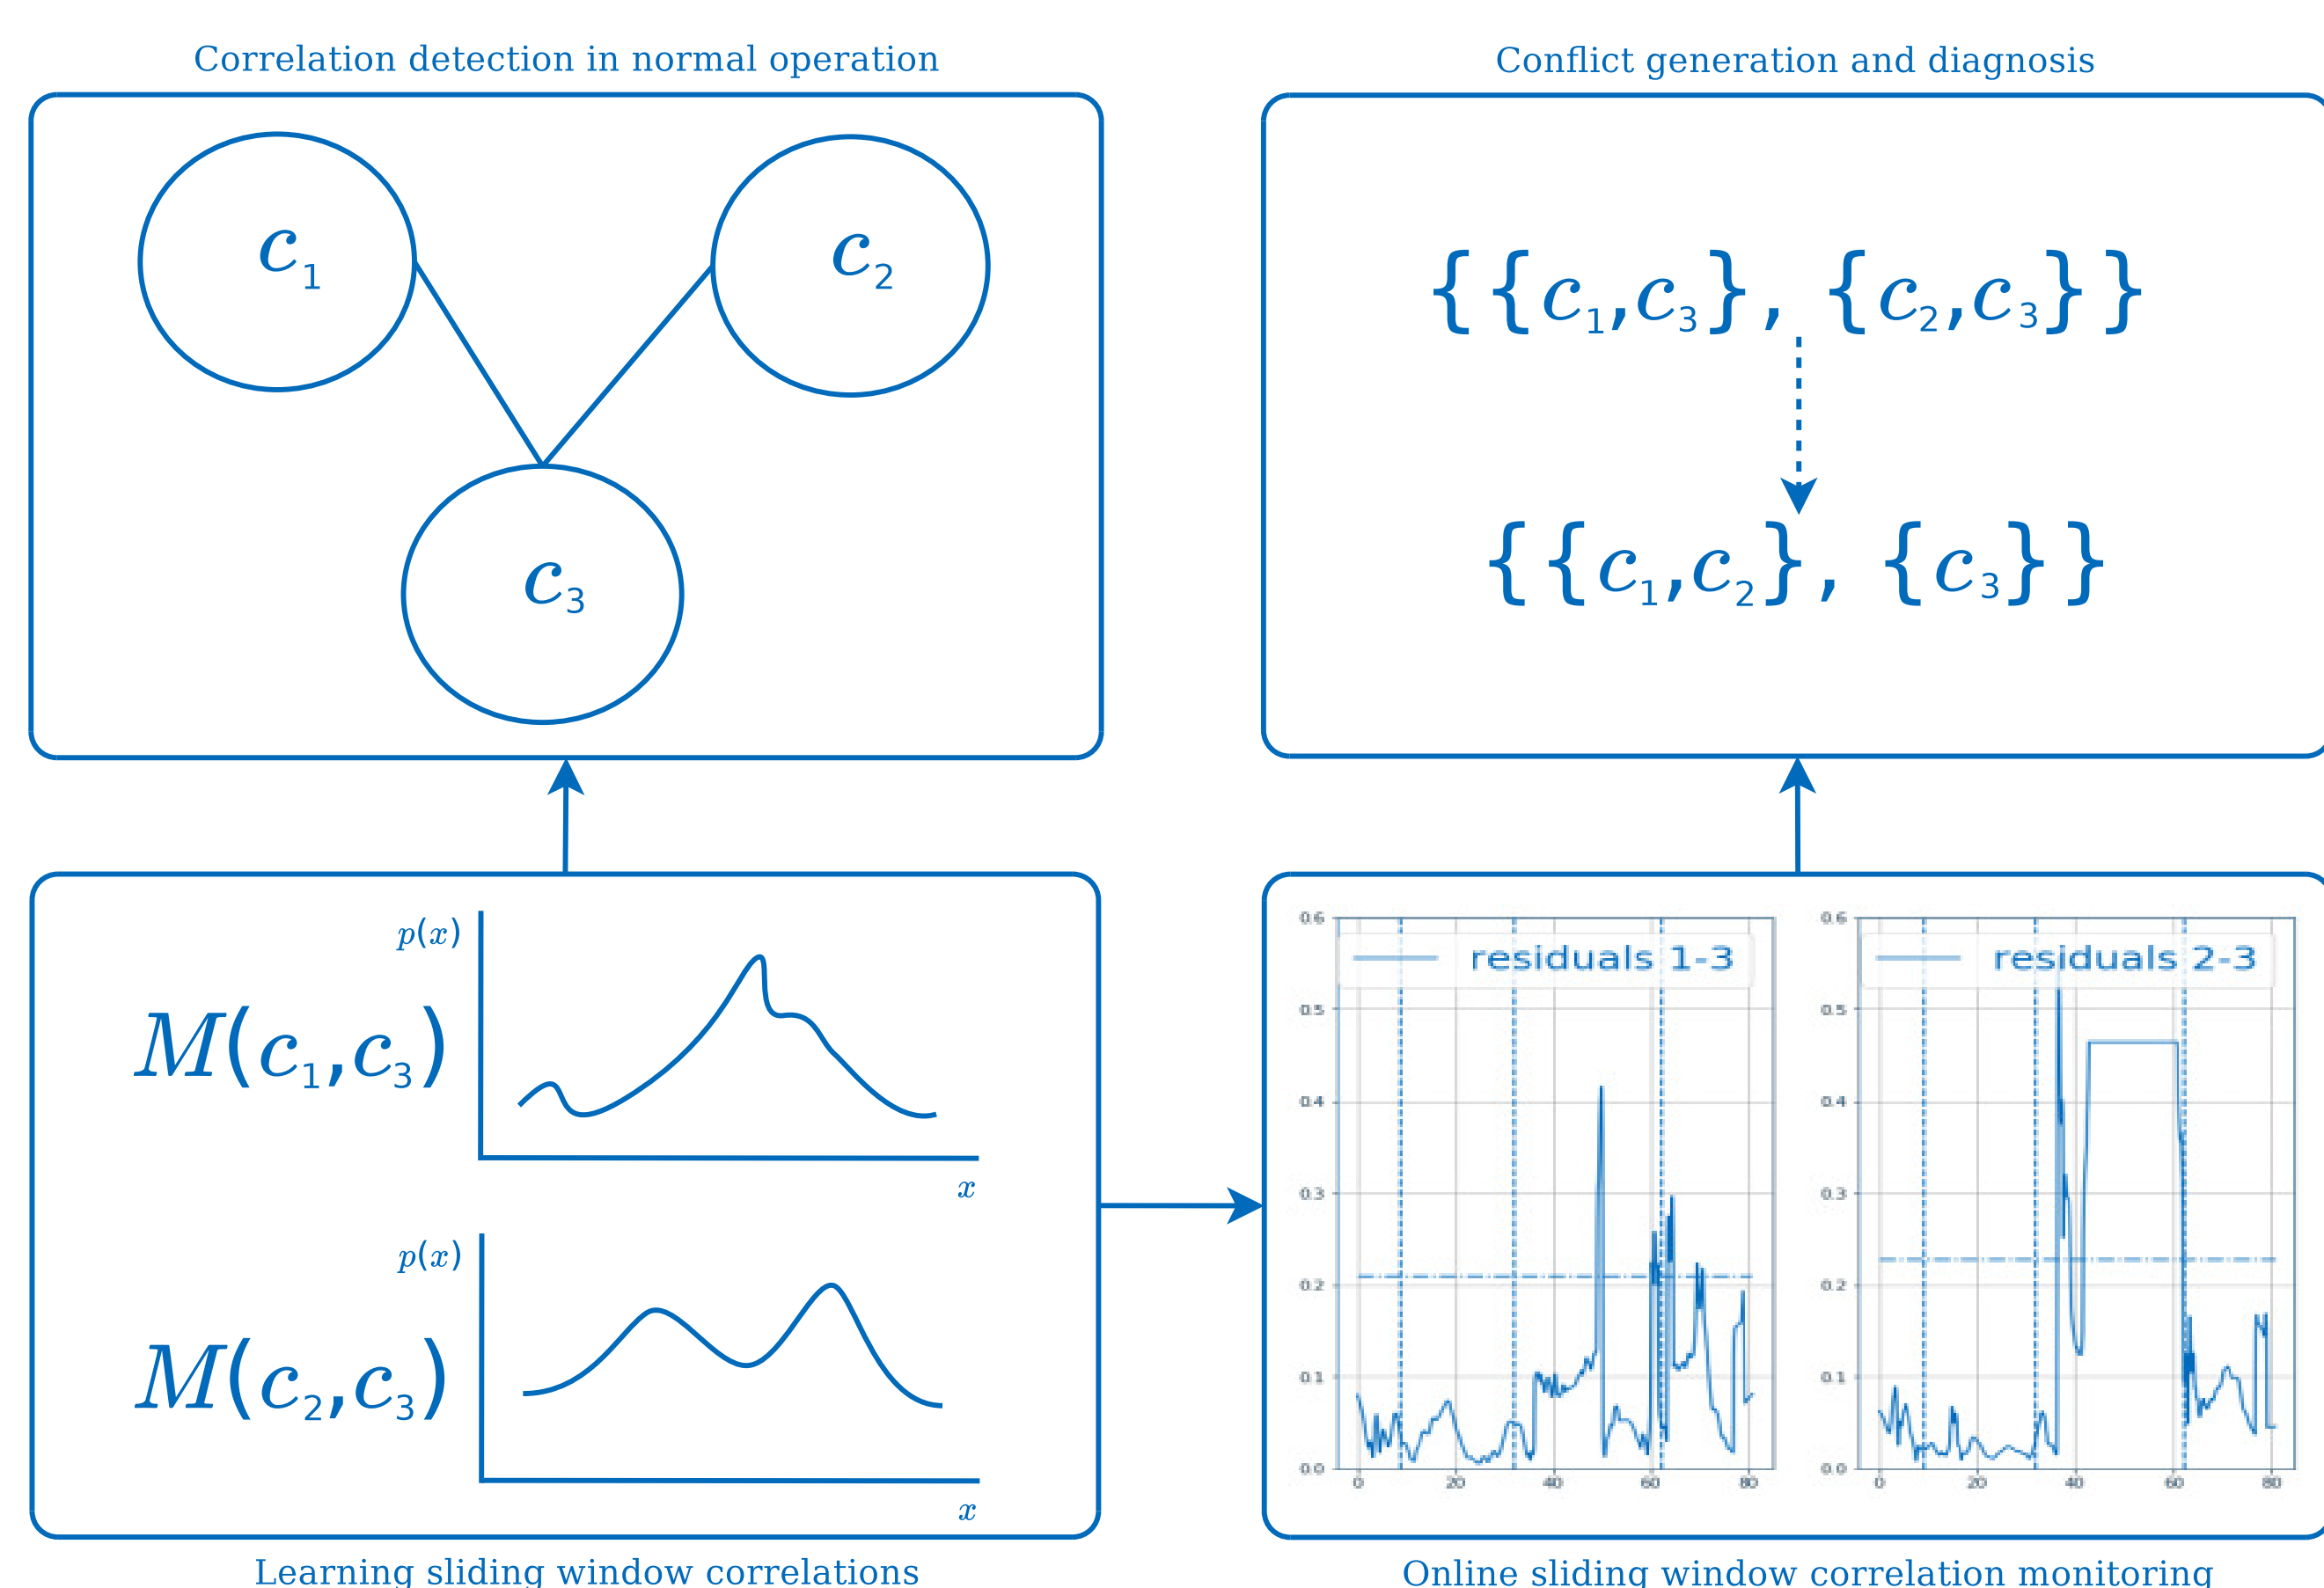 Correlation detection in normal operation
c1
c2
c3
Conflict generation and diagnosis
{{c1,c3}, {c2,c3}}
{{c1,c2}, {c3}}
p(x)
M(c1,c3)
x
p(x)
M(c2,c3)
x
Learning sliding window correlations
residuals 1-3
0.6
0.5
0.4
0.3
0.2
0.1
0.0
0 20 40 60 80
residuals 2-3
0.6
0.5
0.4
0.3
0.2
0.1
0.0
0 20 40 60 80
Online sliding window correlation monitoring